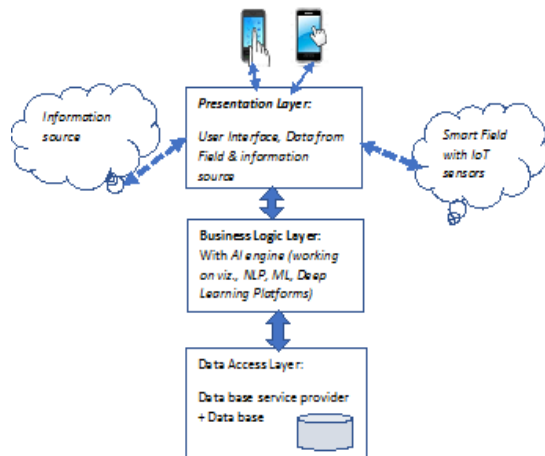 Information
source
Presentation Layer:
User Interface, Data from
Field & information
source
Smart Field
with IoT
sensors
Business Logic Layer:
With AI engine (working
on viz., NLP, ML, Deep
Learning Platforms)
Data Access Layer:
Data base service provider
+ Data base